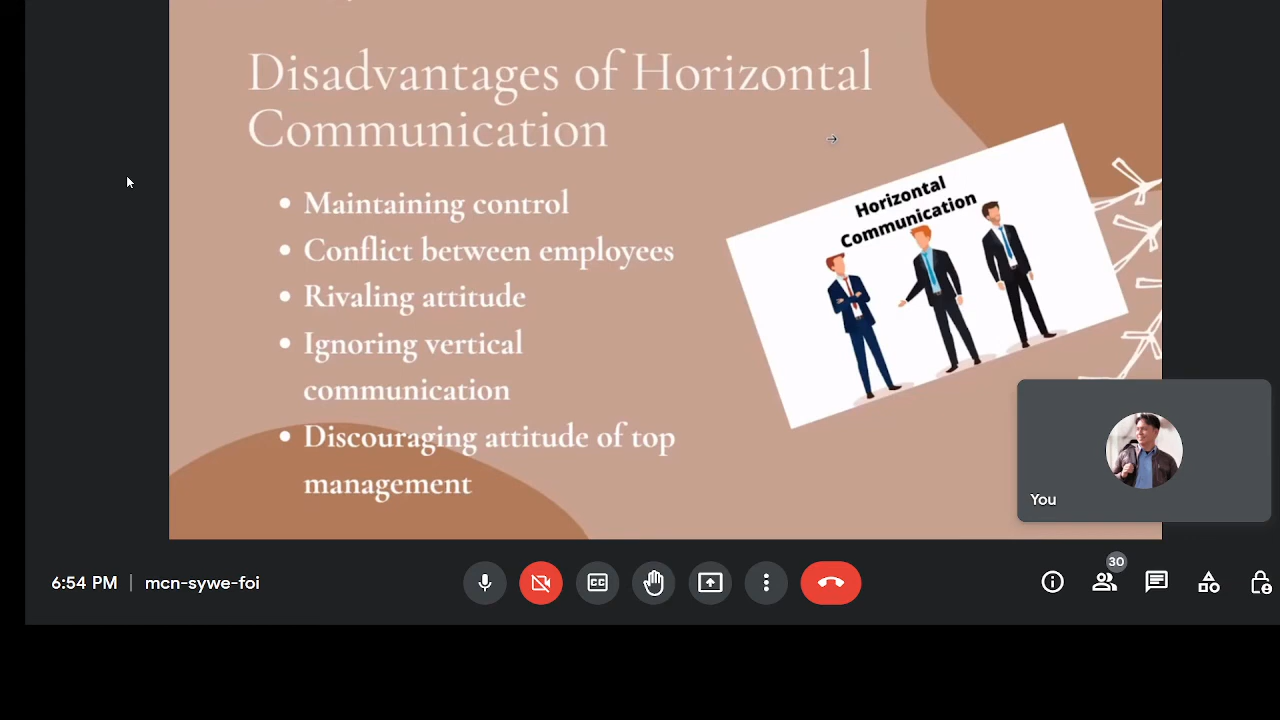 Disadvantages of Horizontal
Communication
Maintaining control
Conflict between employees
Rivaling attitude
Ignoring vertical
communication
Discouraging attitude of top
management
Horizontal
Communication
You
6:54 PM | mcn-sywe-foi
CC
30